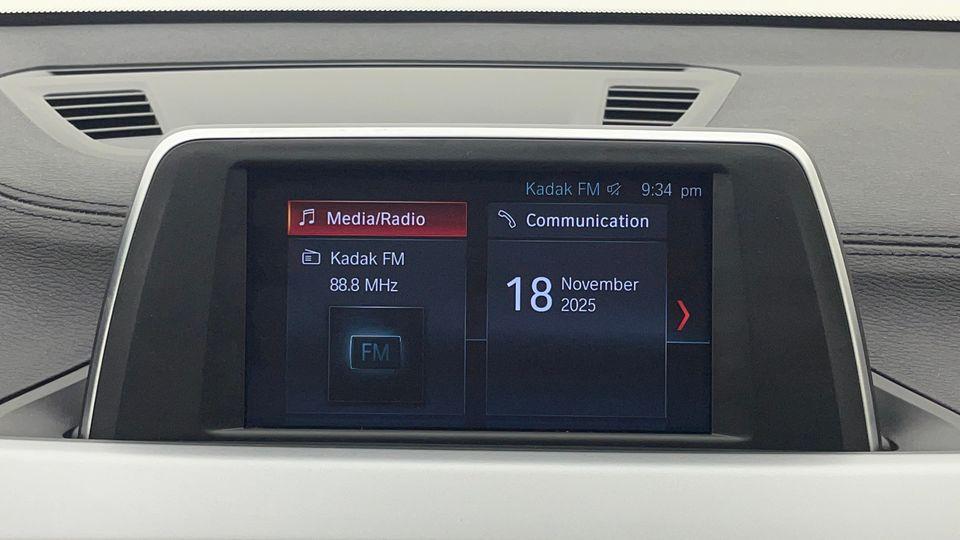 Kadak FM 9:34 pm
Media/Radio
Kadak FM
88.8 MHz
FM
Communication
18 November
2025